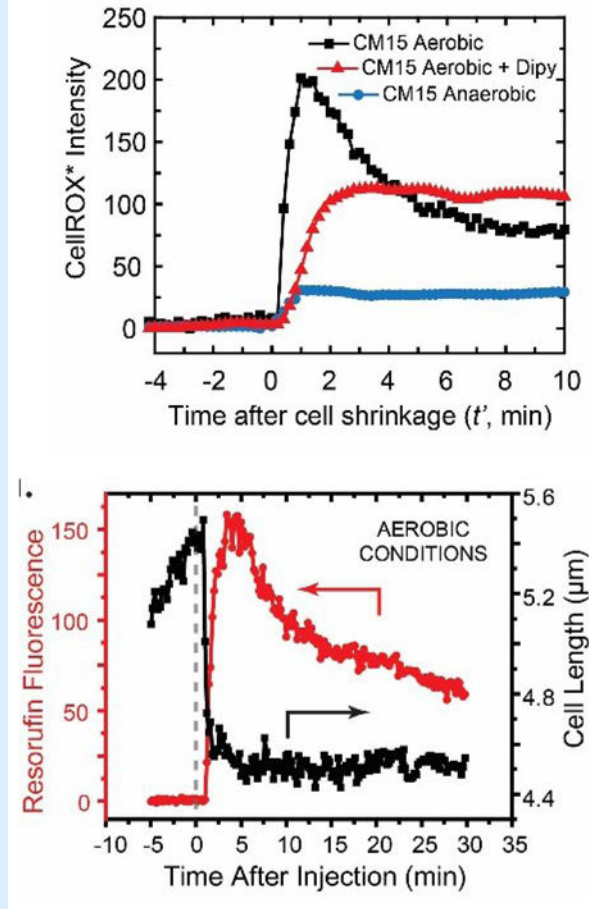 CM15 Aerobic
CM15 Aerobic + Dipy
CM15 Anaerobic
CellROX* Intensity
250
200
150
100
50
0
-4 -2 0 2 4 6 8 10
Time after cell shrinkage (t', min)
AEROBIC
CONDITIONS
Resorufin Fluorescence
150
100
50
0
5.6
5.2
4.8
4.4
Cell Length (µm)
-10 -5 0 5 10 15 20 25 30 35
Time After Injection (min)